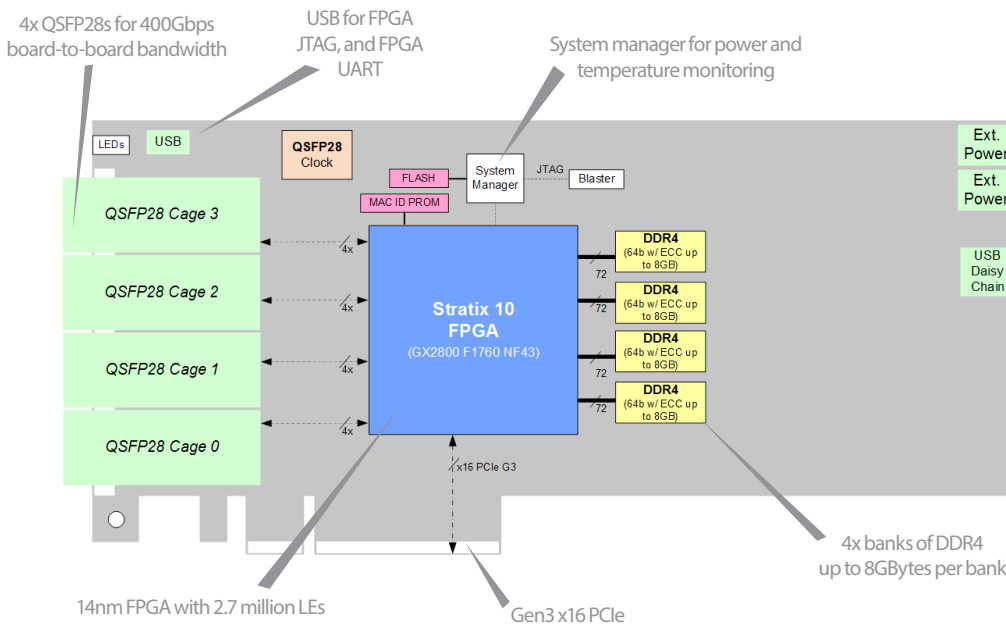 4x QSFP28s for 400Gbps
board-to-board bandwidth
USB for FPGA
JTAG, and FPGA
UART
System manager for power and
temperature monitoring
LEDs
USB
QSFP28
Clock
FLASH
MAC ID PROM
System
Manager
JTAG
Blaster
Ext.
Power
Ext.
Power
USB
Daisy
Chain
QSFP28 Cage 3
QSFP28 Cage 2
QSFP28 Cage 1
QSFP28 Cage 0
4x
4x
4x
4x
Stratix 10
FPGA
(GX2800 F1760 NF43)
72
72
72
72
DDR4
(64b w/ ECC up
to 8GB)
DDR4
(64b w/ ECC up
to 8GB)
DDR4
(64b w/ ECC up
to 8GB)
DDR4
(64b w/ ECC up
to 8GB)
x16 PCIe G3
4x banks of DDR4
up to 8GBytes per bank
14nm FPGA with 2.7 million LEs
Gen3 x16 PCIe